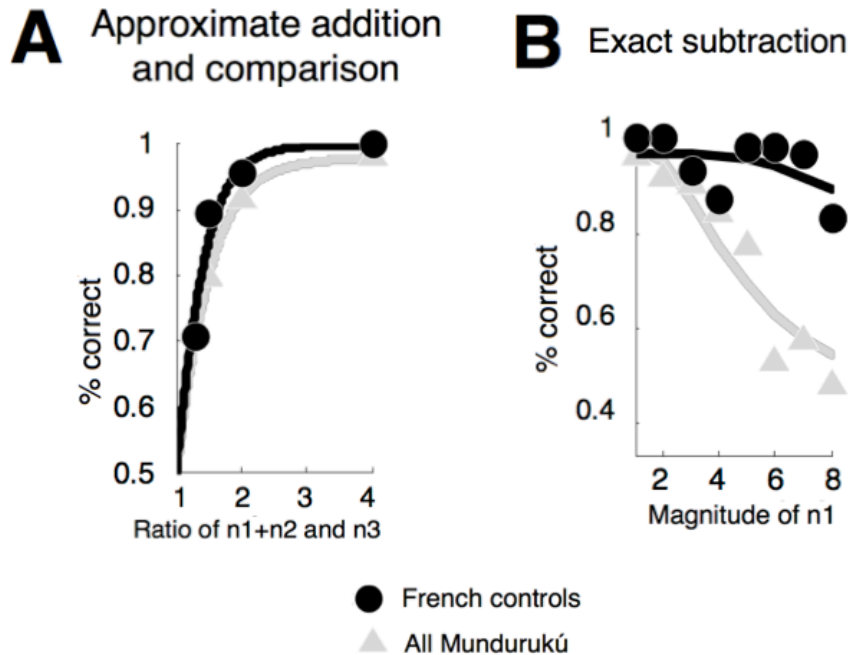 A
Approximate addition
and comparison
% correct
1
0.9
0.8
0.7
0.6
0.5
1 2 3 4
Ratio of n1+n2 and n3
B
Exact subtraction
% correct
1
0.8
0.6
0.4
2 4 6 8
Magnitude of n1
French controls
All Mundurukú